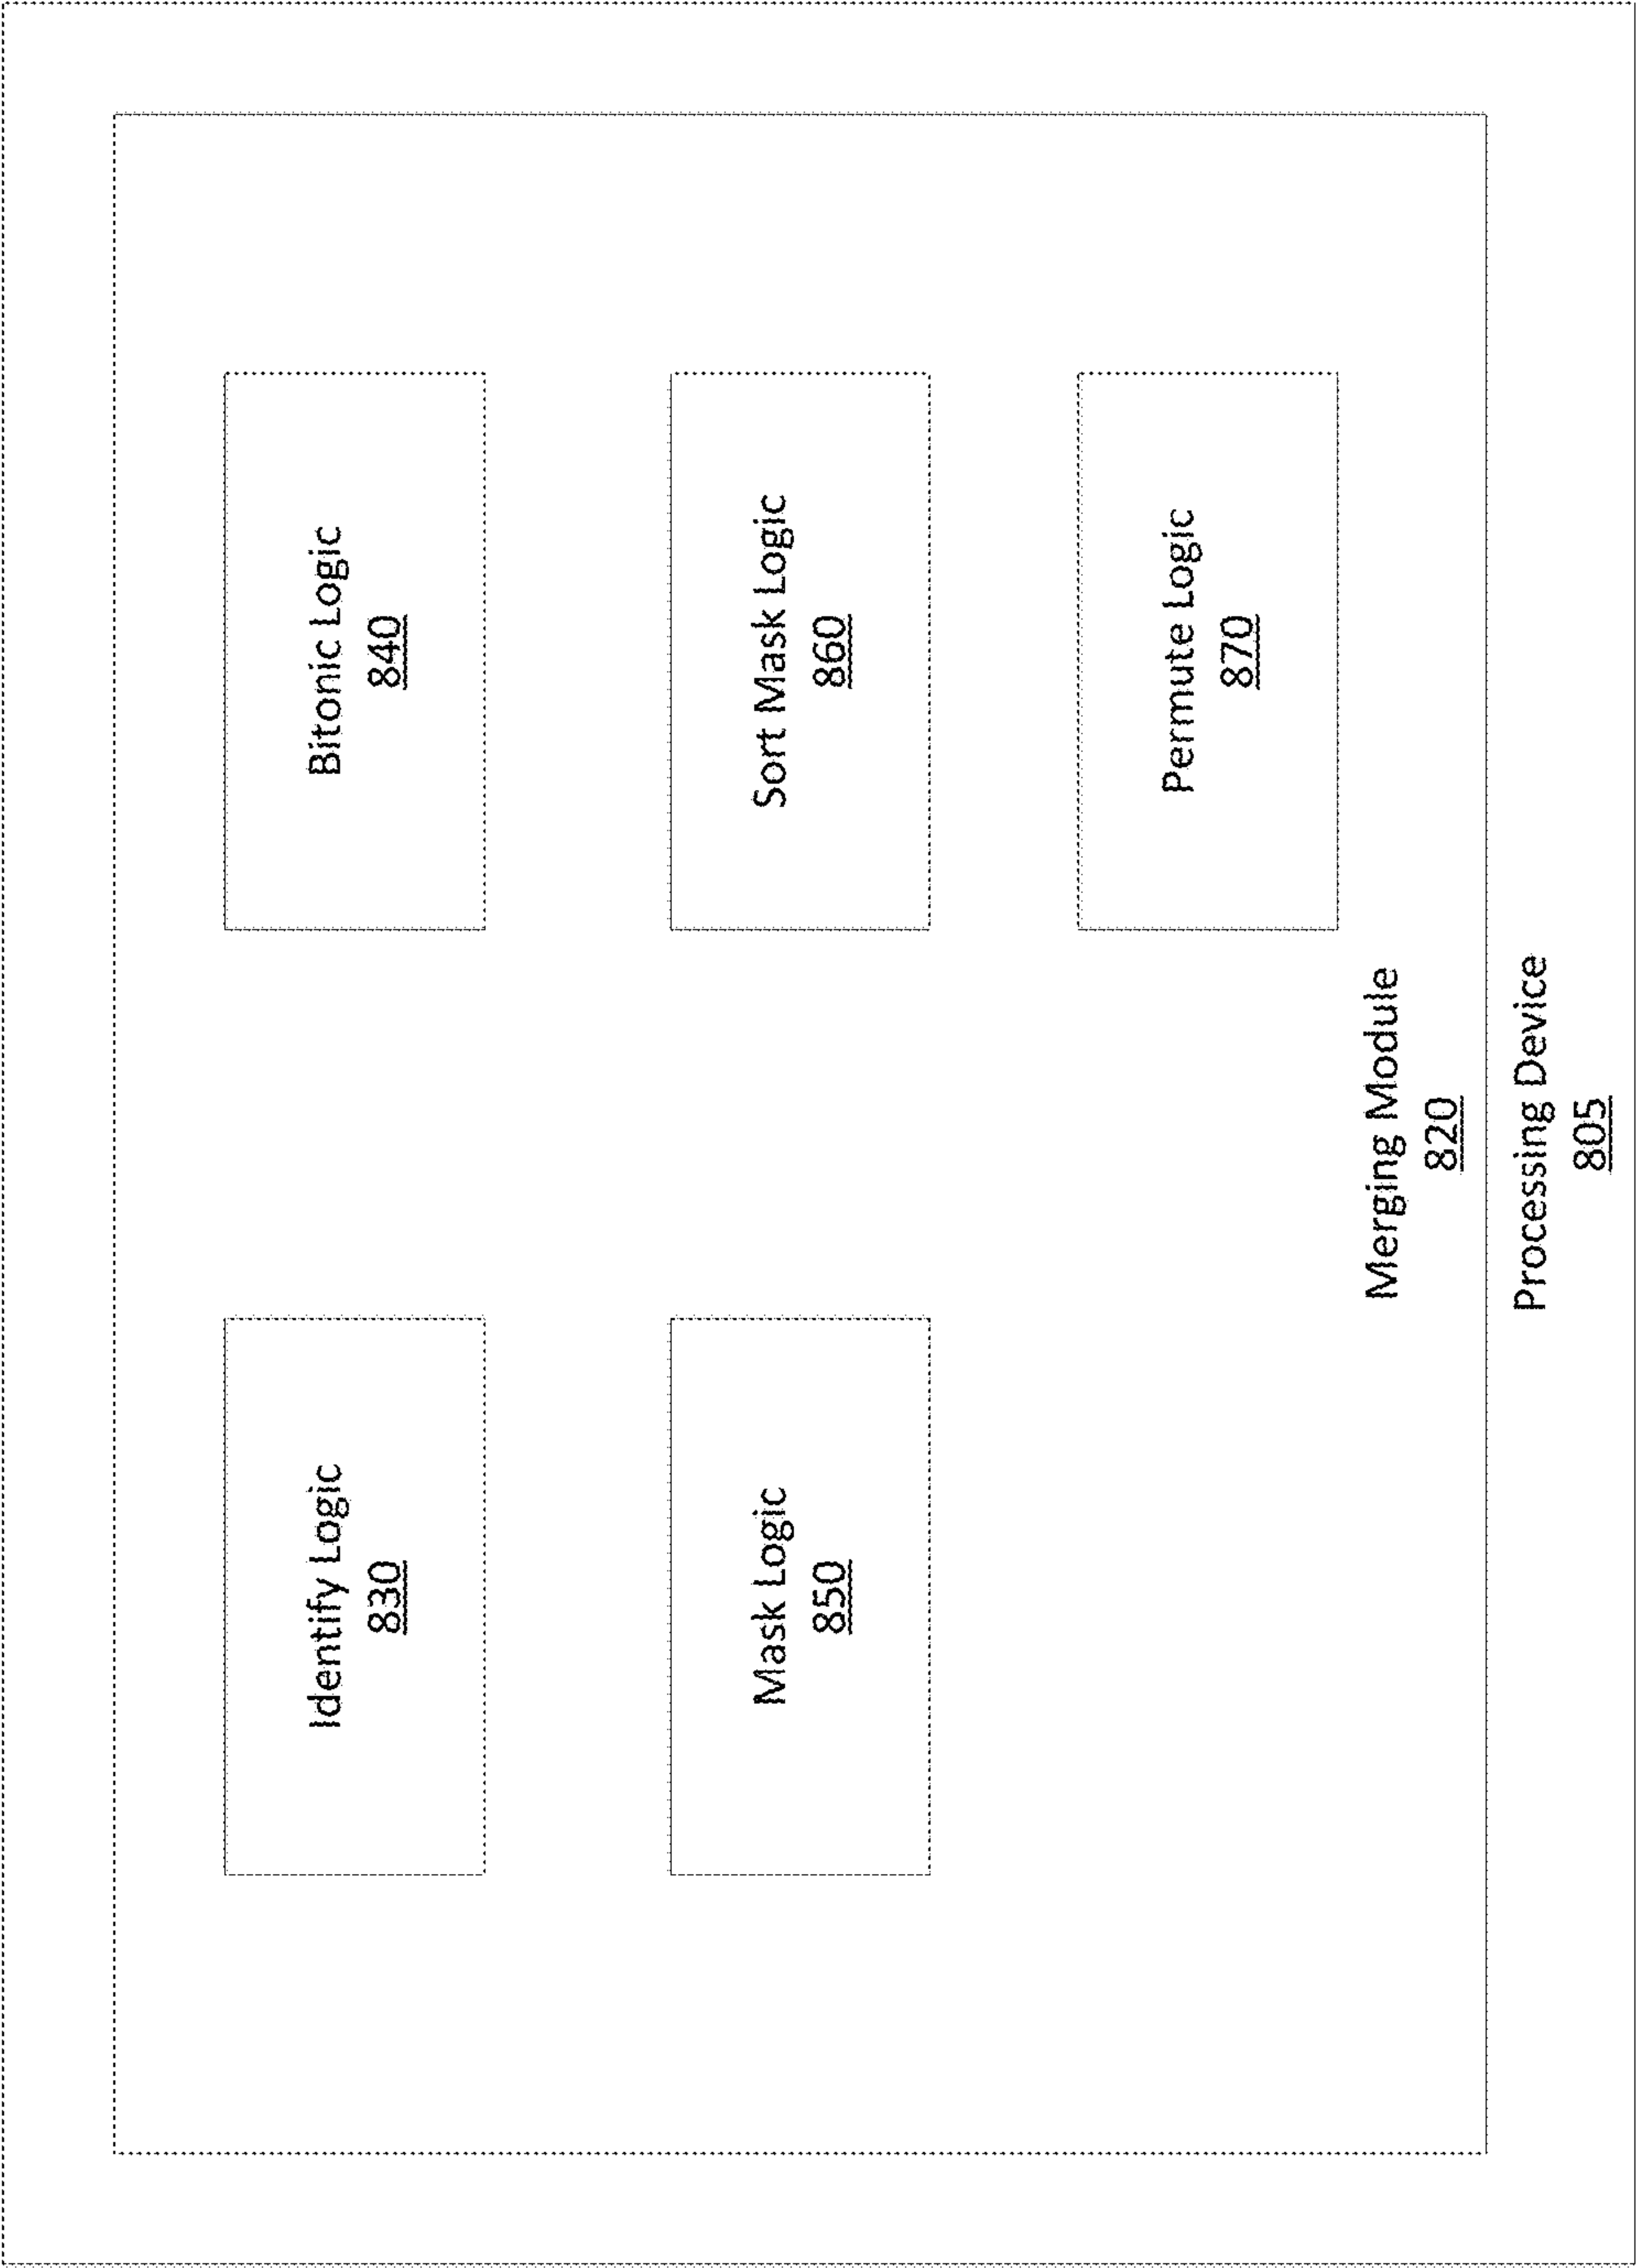 Identify Logic
830
Bitonic Logic
840
Mask Logic
850
Sort Mask Logic
860
Permute Logic
870
Merging Module
820
Processing Device
805